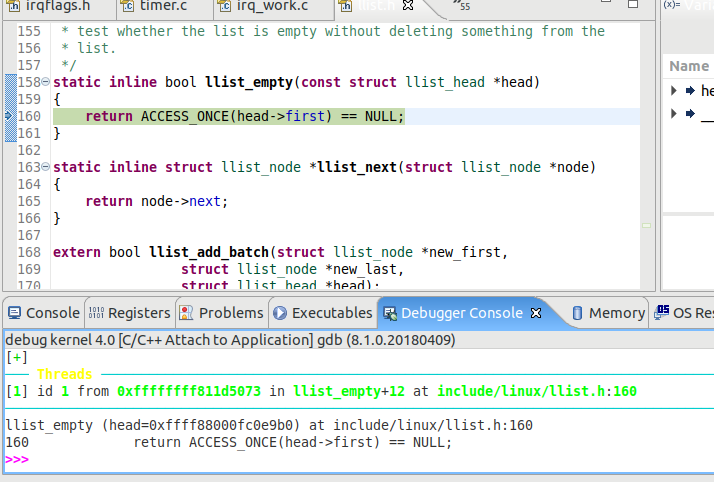 irqflags.h timer.c irq_work.c llist.h »55 (x)= Vari
155 * test whether the list is empty without deleting something from the
156 * list.
157 */
158 static inline bool llist_empty(const struct llist_head *head)
159 {
160 return ACCESS_ONCE(head->first) == NULL;
161 }
162
163 static inline struct llist_node *llist_next(struct llist_node *node)
164 {
165 return node->next;
166 }
167
168 extern bool llist_add_batch(struct llist_node *new_first,
169 struct llist_node *new_last,
170 struct llist_head *head);
Name
he
__
Console Registers Problems Executables Debugger Console Memory OS Res
debug kernel 4.0 [C/C++ Attach to Application] gdb (8.1.0.20180409)
[+]
Threads
[1] id 1 from 0xffffffff811d5073 in llist_empty+12 at include/linux/llist.h:160
llist_empty (head=0xffff88000fc0e9b0) at include/linux/llist.h:160
160 return ACCESS_ONCE(head->first) == NULL;
>>>